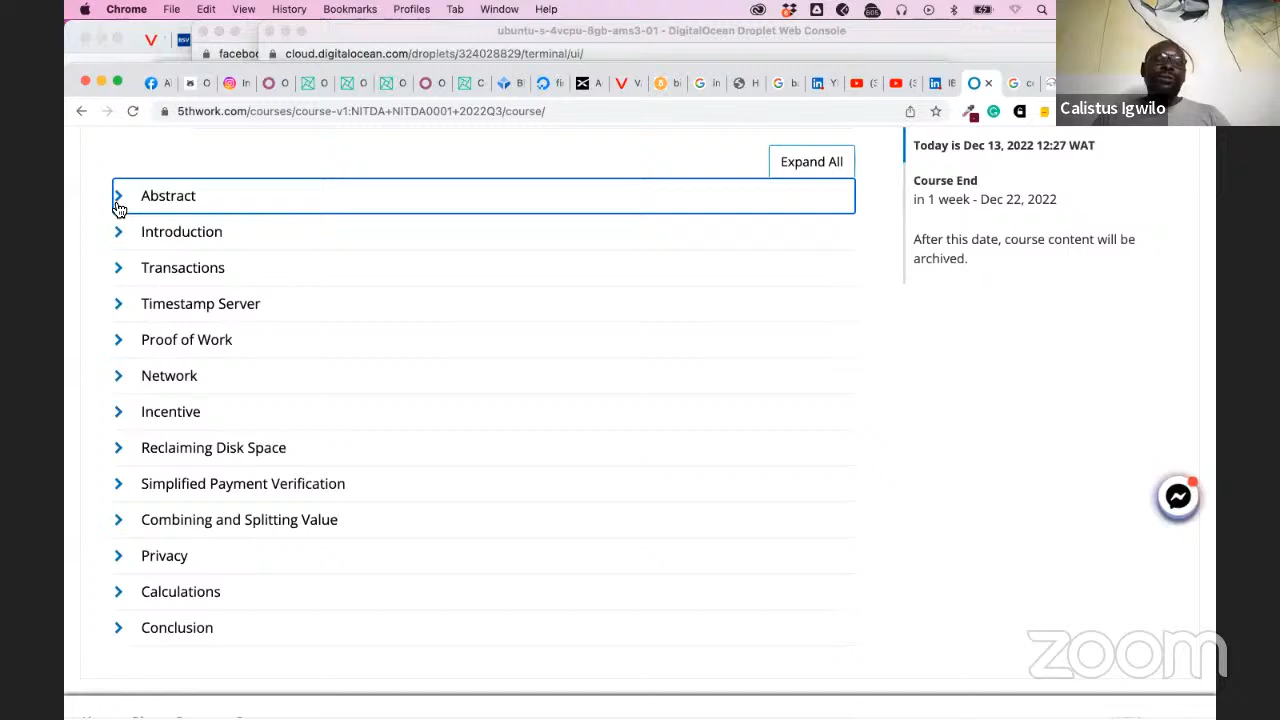 Chrome File Edit View History Bookmarks Profiles Tab Window Help
ubuntu-s-4vcpu-8gb-ams3-01 - DigitalOcean Droplet Web Console
facebo cloud.digitalocean.com/droplets/324028829/terminal/ui/
5thwork.com/courses/course-v1:NITDA+NITDA0001+2022Q3/course/
Calistus Igwilo
Expand All
Abstract
Introduction
Transactions
Timestamp Server
Proof of Work
Network
Incentive
Reclaiming Disk Space
Simplified Payment Verification
Combining and Splitting Value
Privacy
Calculations
Conclusion
Today is Dec 13, 2022 12:27 WAT
Course End
in 1 week - Dec 22, 2022
After this date, course content will be
archived.
zoom